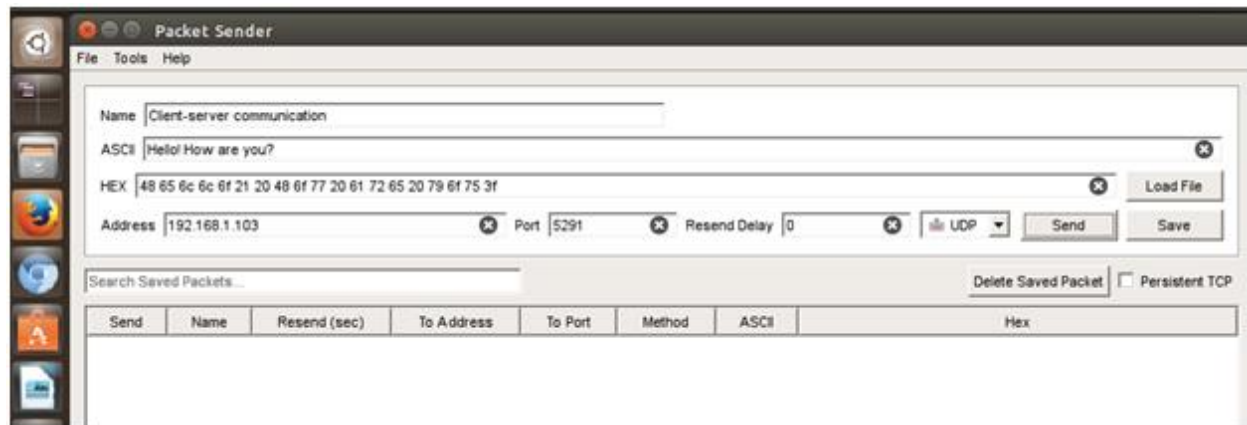 Packet Sender
File Tools Help
Name Client-server communication
ASCII Hello! How are you?
HEX 48 65 6c 6c 6f 21 20 48 6f 77 20 61 72 65 20 79 6f 75 3f Load File
Address 192.168.1.103 Port 5291 Resend Delay 0 UDP Send Save
Search Saved Packets... Delete Saved Packet Persistent TCP
Send Name Resend (sec) To Address To Port Method ASCII Hex